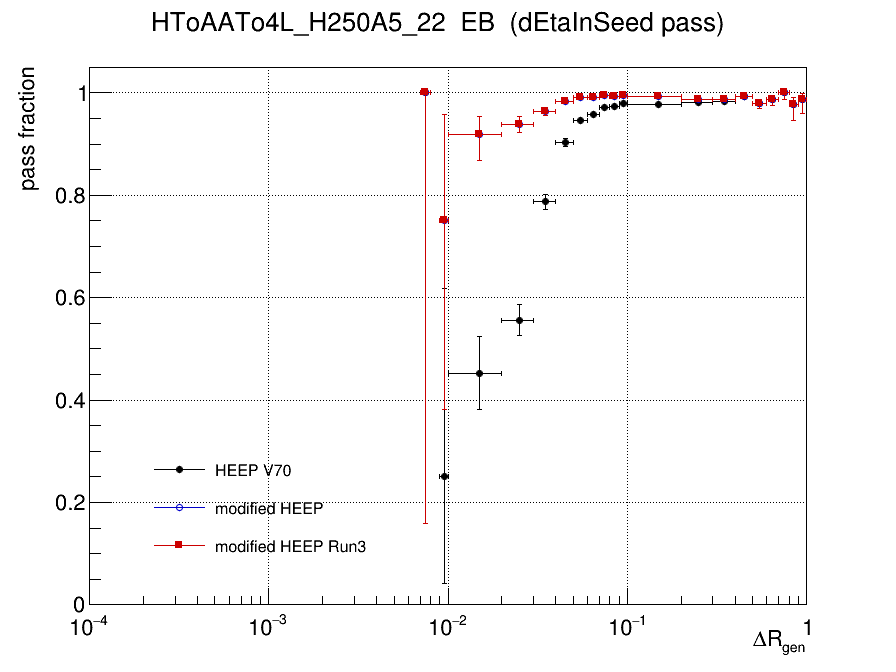 HToAATo4L_H250A5_22 EB (dEtaInSeed pass)
pass fraction
1
0.8
0.6
0.4
0.2
0
HEEP V70
modified HEEP
modified HEEP Run3
10⁻⁴ 10⁻³ 10⁻² 10⁻¹ 1
ΔR_gen